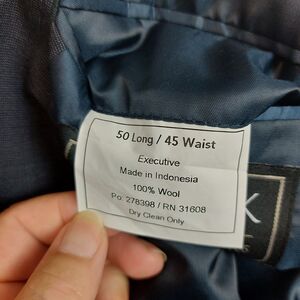 50 Long / 45 Waist
Executive
Made in Indonesia
100% Wool
Po: 278398 / RN 31608
Dry Clean Only
K
S